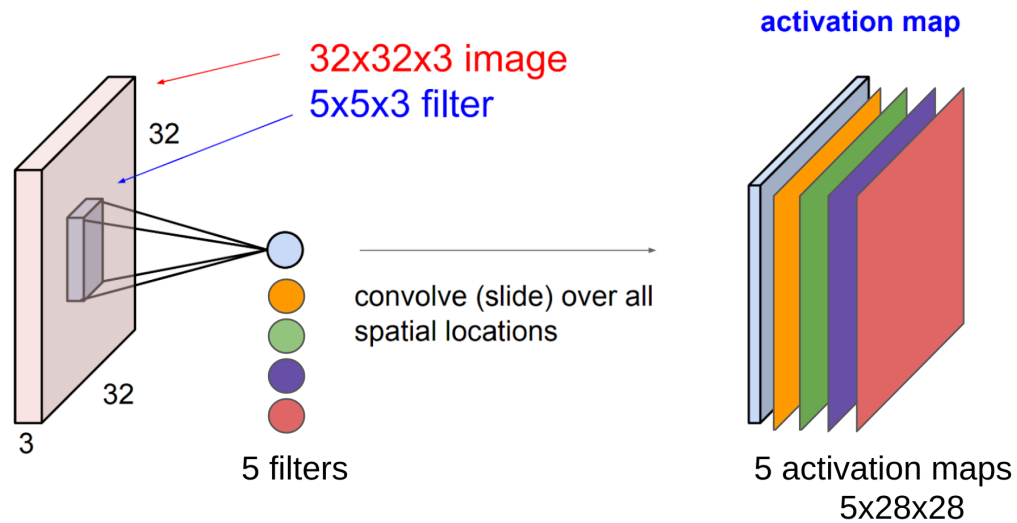 activation map
32x32x3 image
5x5x3 filter
32
convolve (slide) over all
spatial locations
32
3
5 filters
5 activation maps
5x28x28